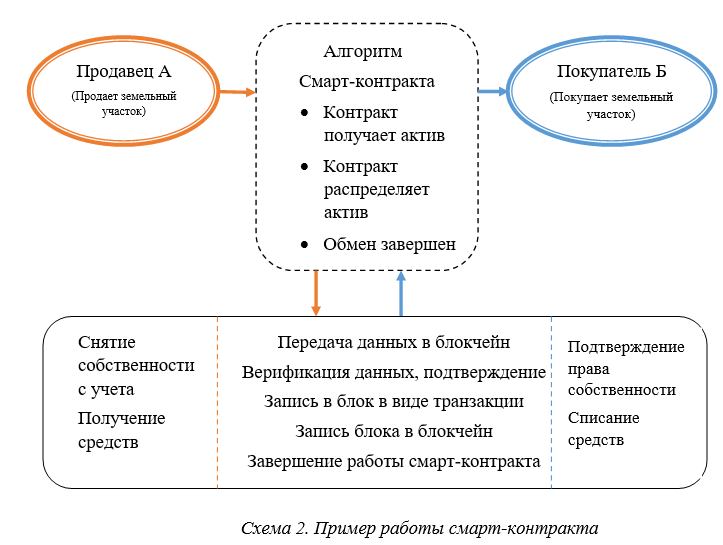 Продавец А
(Продает земельный
участок)
Алгоритм
Смарт-контракта
• Контракт
получает актив
• Контракт
распределяет
актив
• Обмен завершен
Покупатель Б
(Покупает земельный
участок)
Снятие
собственности
с учета
Получение
средств
Передача данных в блокчейн
Верификация данных, подтверждение
Запись в блок в виде транзакции
Запись блока в блокчейн
Завершение работы смарт-контракта
Подтверждение
права
собственности
Списание
средств
Схема 2. Пример работы смарт-контракта